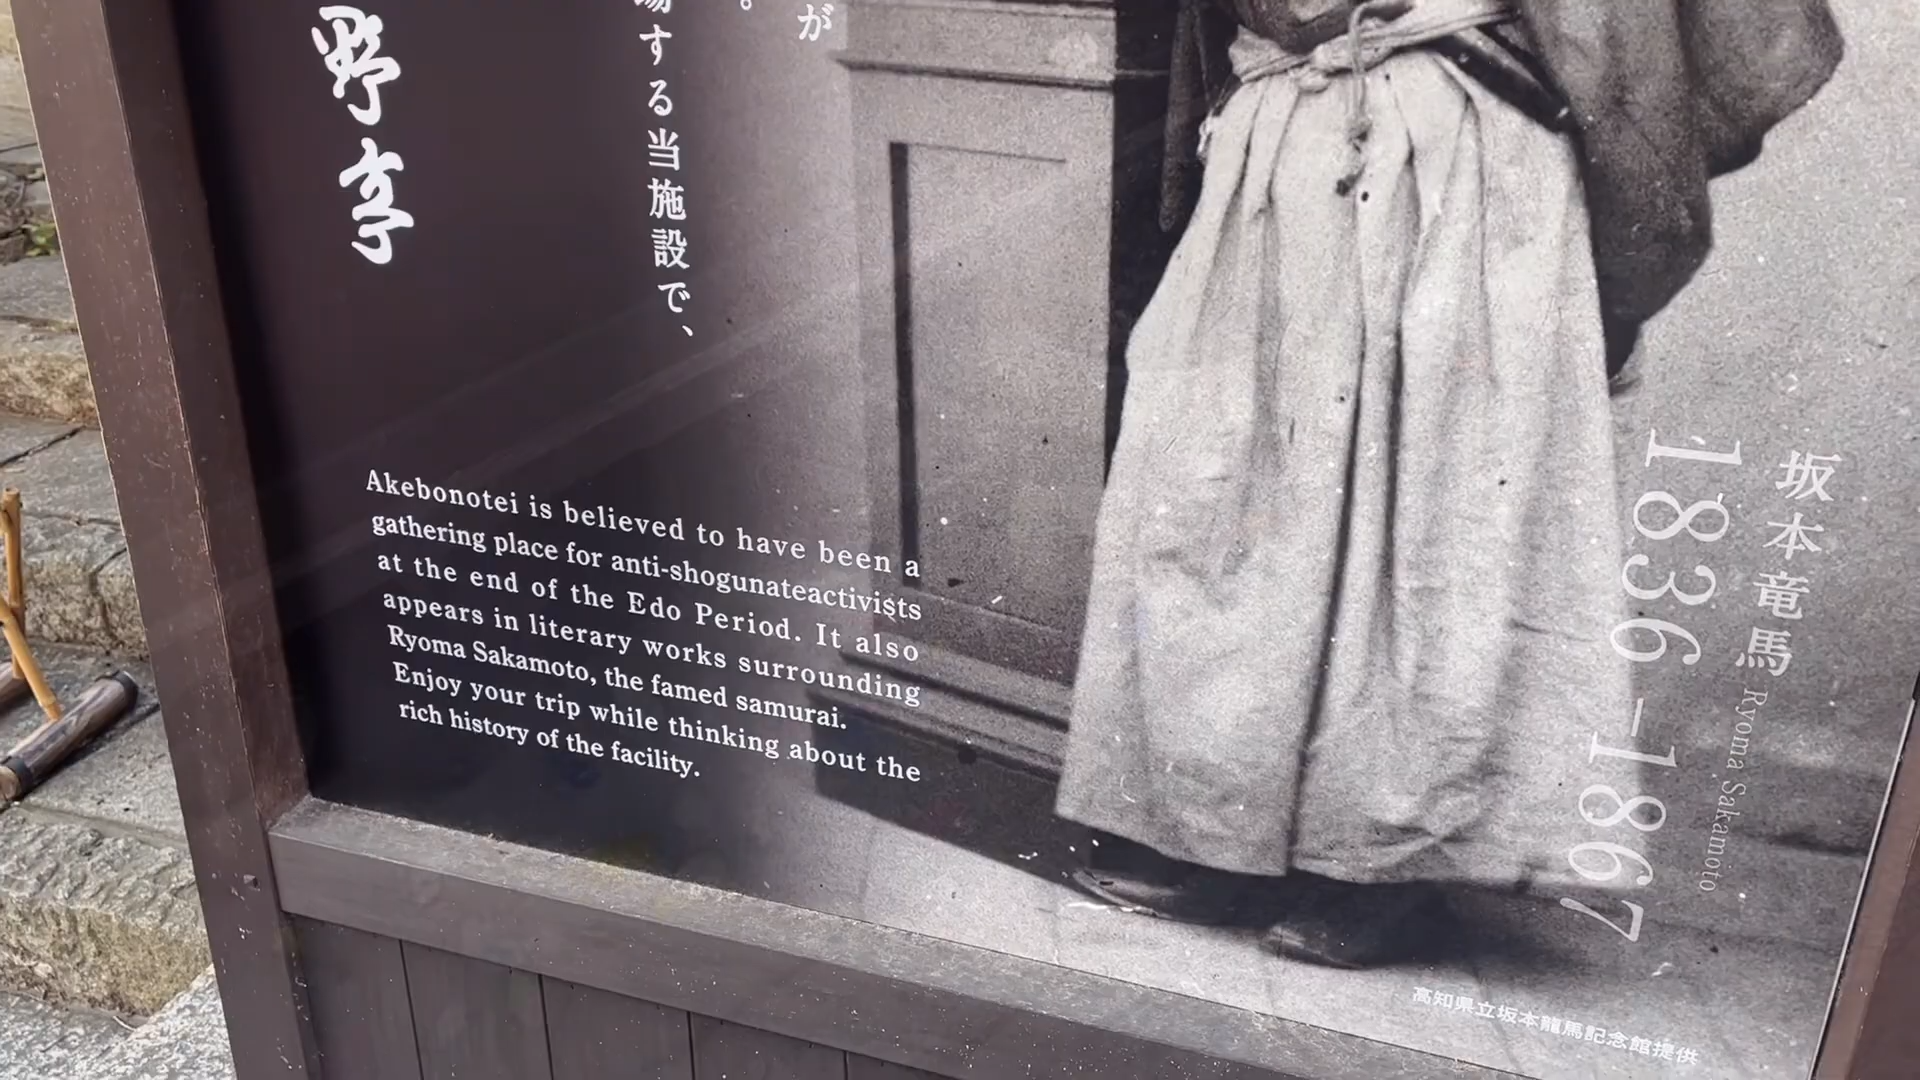 が
。
場する当施設で、
野亭
Akebonotei is believed to have been a
gathering place for anti-shogunateactivists
at the end of the Edo Period. It also
appears in literary works surrounding
Ryoma Sakamoto, the famed samurai.
Enjoy your trip while thinking about the
rich history of the facility.
坂本竜馬 Ryoma Sakamoto
1836-1867
高知県立坂本龍馬記念館提供